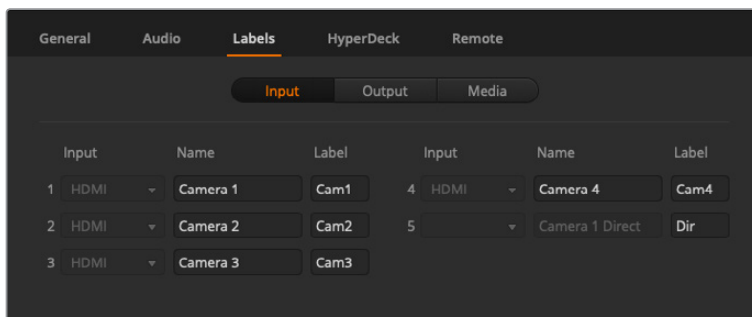 General Audio Labels HyperDeck Remote
Input Output Media
Input Name Label Input Name Label
1 HDMI Camera 1 Cam1 4 HDMI Camera 4 Cam4
2 HDMI Camera 2 Cam2 5 Camera 1 Direct Dir
3 HDMI Camera 3 Cam3